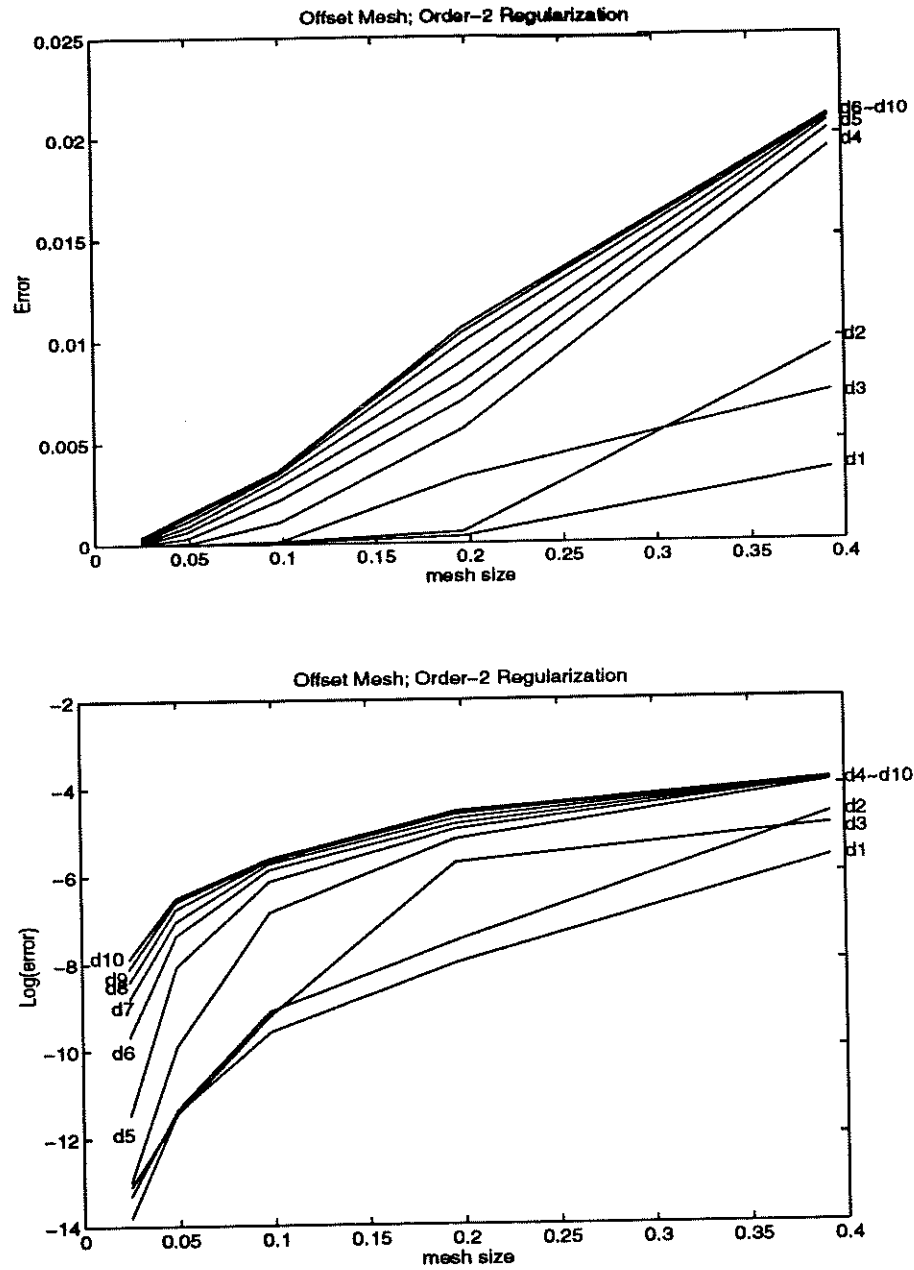 Offset Mesh; Order-2 Regularization
0.025
0.02
0.015
0.01
0.005
0
Error
d6~d10
d5
d4
d2
d3
d1
0
0.05
0.1
0.15
0.2
0.25
0.3
0.35
0.4
mesh size
Offset Mesh; Order-2 Regularization
-2
-4
-6
-8
-10
-12
-14
Log(error)
d4~d10
d2
d3
d1
d10
d9
d8
d7
d6
d5
0
0.05
0.1
0.15
0.2
0.25
0.3
0.35
0.4
mesh size